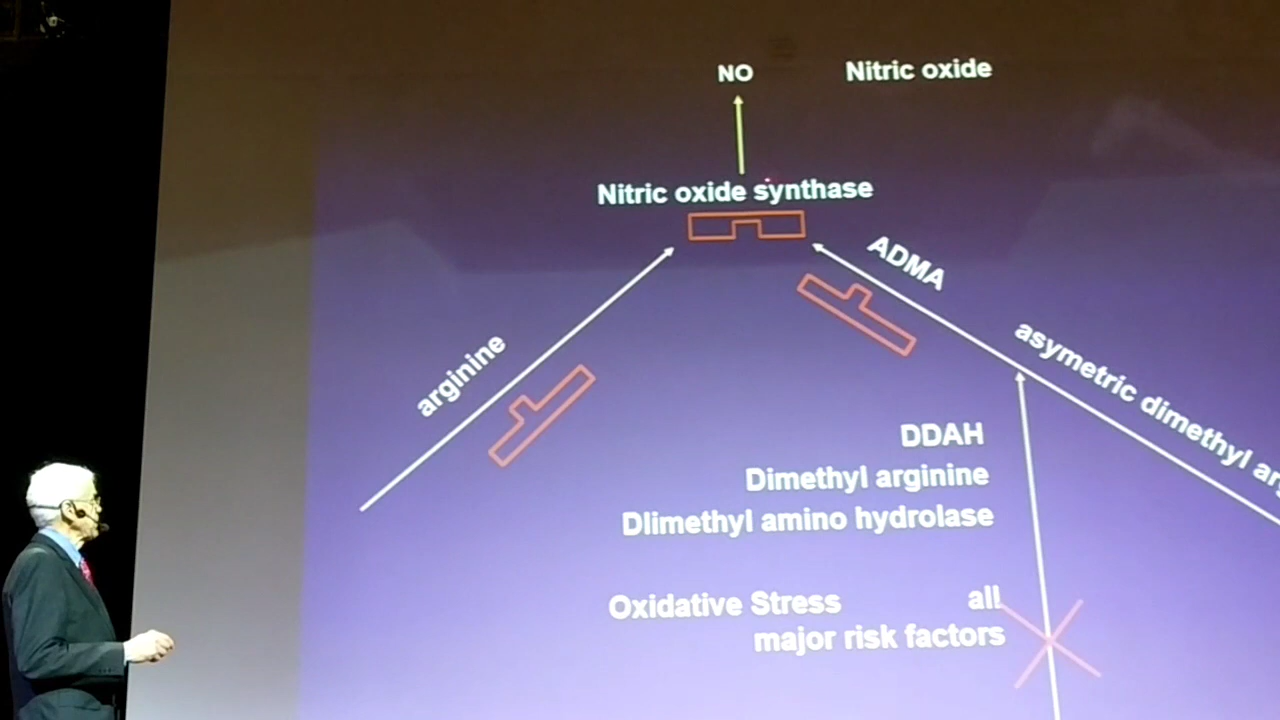 NO Nitric oxide
Nitric oxide synthase
ADMA
arginine
asymetric dimethyl
DDAH
Dimethyl arginine
Dlimethyl amino hydrolase
Oxidative Stress all
major risk factors